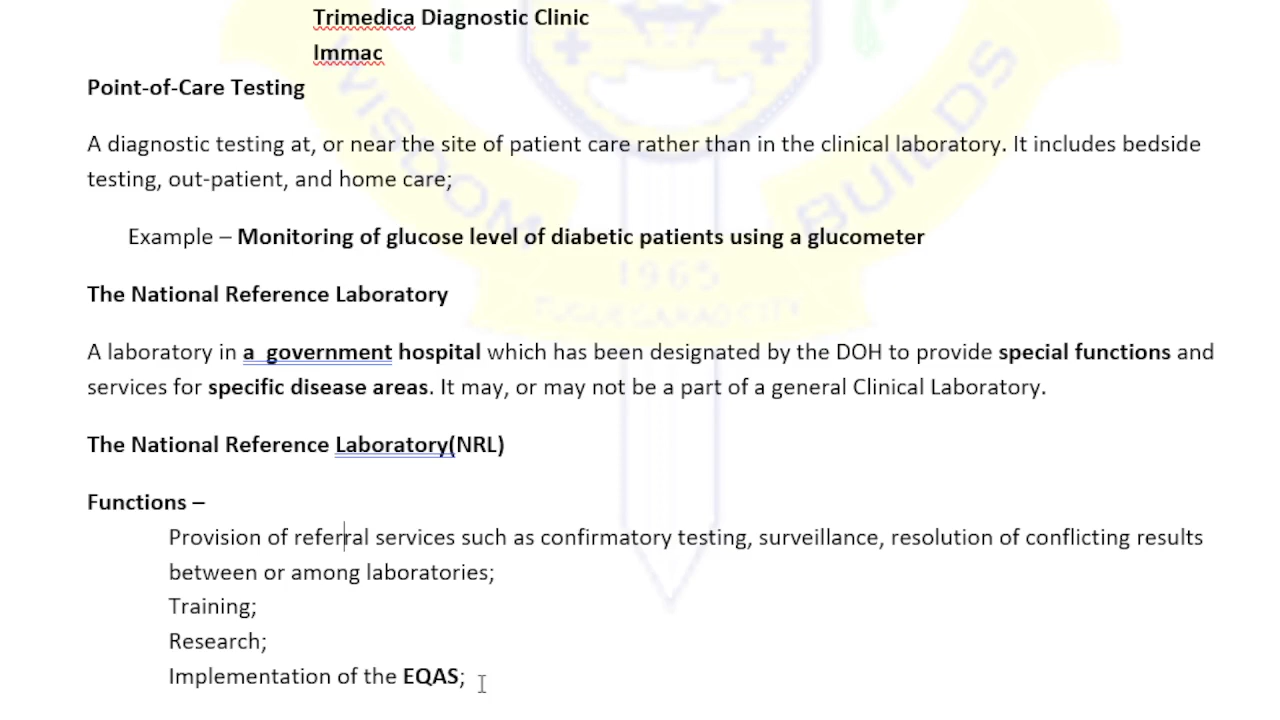 Trimedica Diagnostic Clinic
Immac
Point-of-Care Testing
A diagnostic testing at, or near the site of patient care rather than in the clinical laboratory. It includes bedside
testing, out-patient, and home care;
Example – Monitoring of glucose level of diabetic patients using a glucometer
The National Reference Laboratory
A laboratory in a  government hospital which has been designated by the DOH to provide special functions and
services for specific disease areas. It may, or may not be a part of a general Clinical Laboratory.
The National Reference Laboratory(NRL)
Functions –
Provision of referral services such as confirmatory testing, surveillance, resolution of conflicting results
between or among laboratories;
Training;
Research;
Implementation of the EQAS;
WISDOM BUILDS
1965
TUGUEGARAO CITY